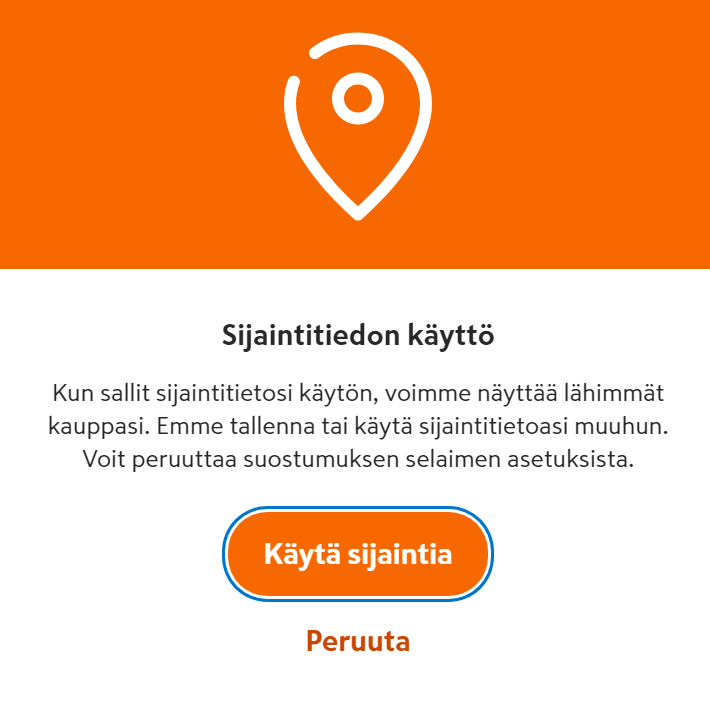 Sijaintitiedon käyttö
Kun sallit sijaintitietosi käytön, voimme näyttää lähimmät
kauppasi. Emme tallenna tai käytä sijaintitietoasi muuhun.
Voit peruuttaa suostumuksen selaimen asetuksista.
Käytä sijaintia
Peruuta